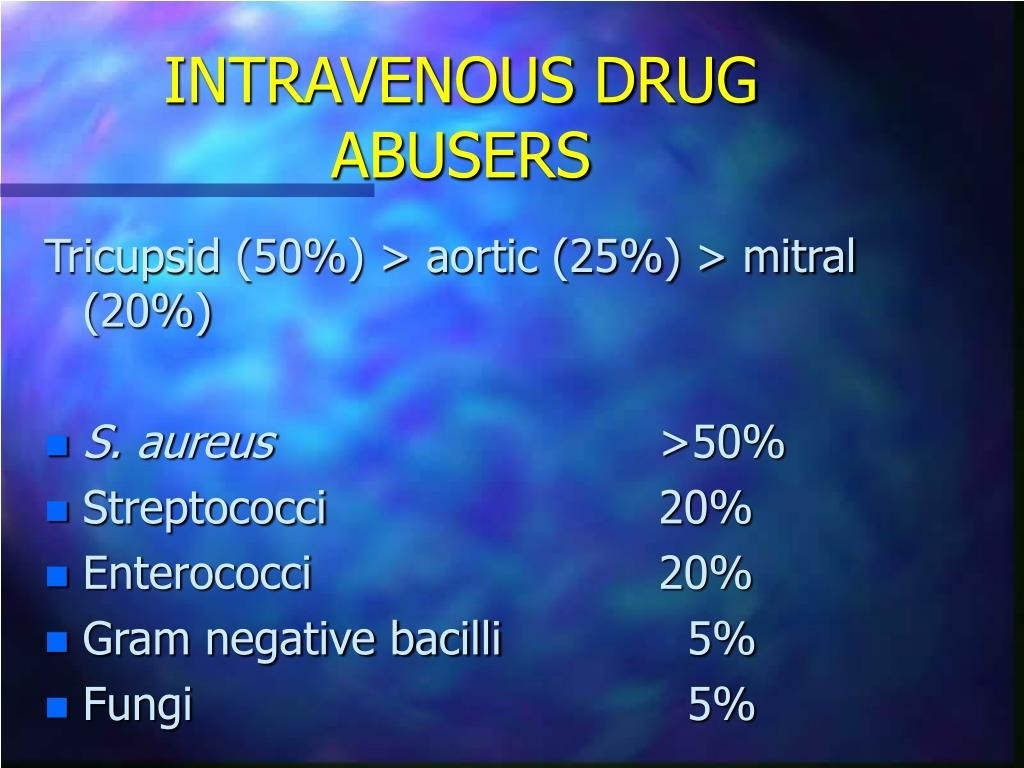 INTRAVENOUS DRUG
ABUSERS
Tricupsid (50%) > aortic (25%) > mitral
(20%)
S. aureus >50%
Streptococci 20%
Enterococci 20%
Gram negative bacilli 5%
Fungi 5%